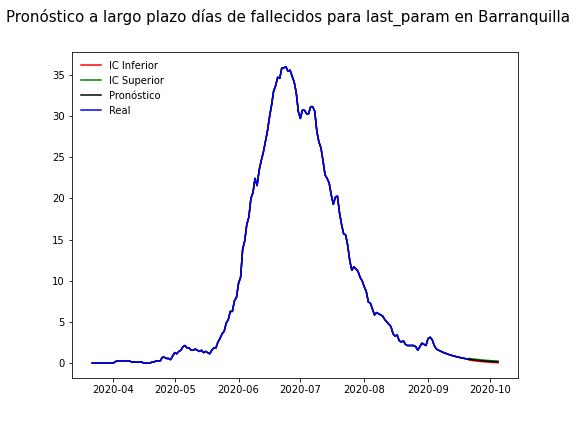 Pronóstico a largo plazo días de fallecidos para last_param en Barranquilla
IC Inferior
IC Superior
Pronóstico
Real
35
30
25
20
15
10
5
0
2020-04 2020-05 2020-06 2020-07 2020-08 2020-09 2020-10